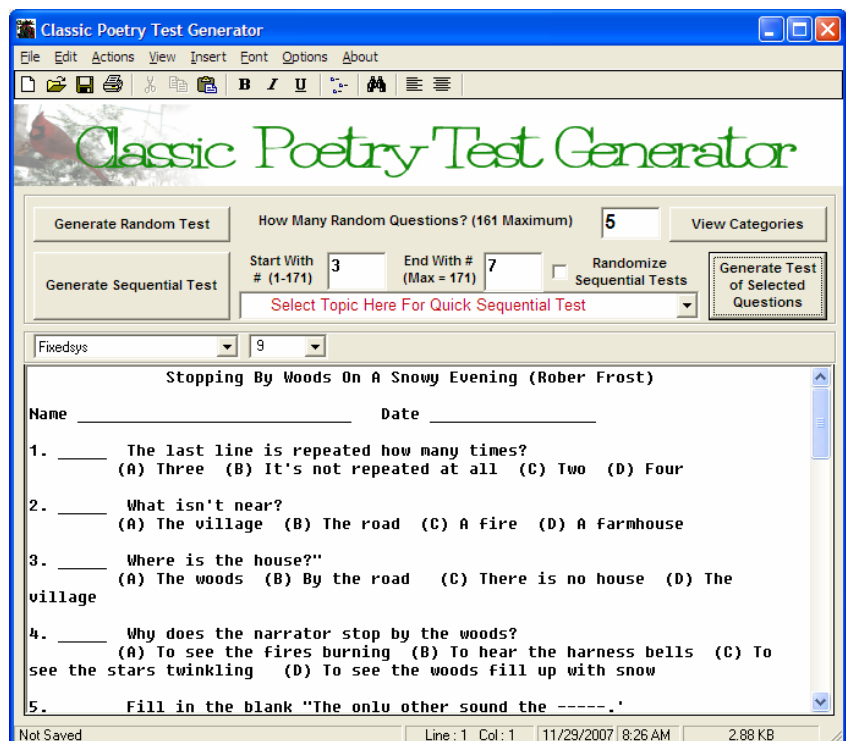 Classic Poetry Test Generator
File Edit Actions View Insert Font Options About
B I U
Classic Poetry Test Generator
Generate Random Test How Many Random Questions? (161 Maximum) 5 View Categories
Generate Sequential Test Start With # (1-171) 3 End With # (Max = 171) 7 Randomize Sequential Tests Generate Test of Selected Questions
Select Topic Here For Quick Sequential Test
Fixedsys 9
Stopping By Woods On A Snowy Evening (Rober Frost)
Name ____________________________ Date _________________
1. _____ The last line is repeated how many times?
(A) Three (B) It's not repeated at all (C) Two (D) Four
2. _____ What isn't near?
(A) The village (B) The road (C) A fire (D) A farmhouse
3. _____ Where is the house?"
(A) The woods (B) By the road (C) There is no house (D) The
village
4. _____ Why does the narrator stop by the woods?
(A) To see the fires burning (B) To hear the harness bells (C) To
see the stars twinkling (D) To see the woods fill up with snow
5. Fill in the blank "The only other sound the -----.'
Not Saved Line : 1 Col : 1 11/29/2007 8:26 AM 2.88 KB